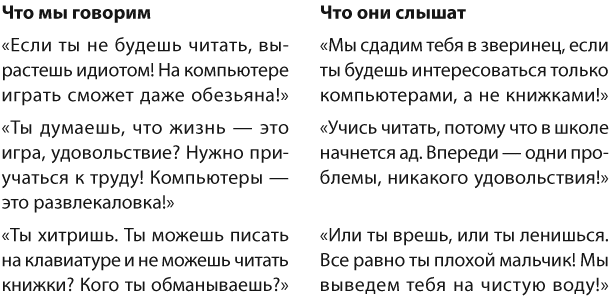 Что мы говорим
«Если ты не будешь читать, вы-
растешь идиотом! На компьютере
играть сможет даже обезьяна!»
«Ты думаешь, что жизнь — это
игра, удовольствие? Нужно при-
учаться к труду! Компьютеры —
это развлекаловка!»
«Ты хитришь. Ты можешь писать
на клавиатуре и не можешь читать
книжки? Кого ты обманываешь?»
Что они слышат
«Мы сдадим тебя в зверинец, если
ты будешь интересоваться только
компьютерами, а не книжками!»
«Учись читать, потому что в школе
начнется ад. Впереди — одни про-
блемы, никакого удовольствия!»
«Или ты врешь, или ты ленишься.
Все равно ты плохой мальчик! Мы
выведем тебя на чистую воду!»